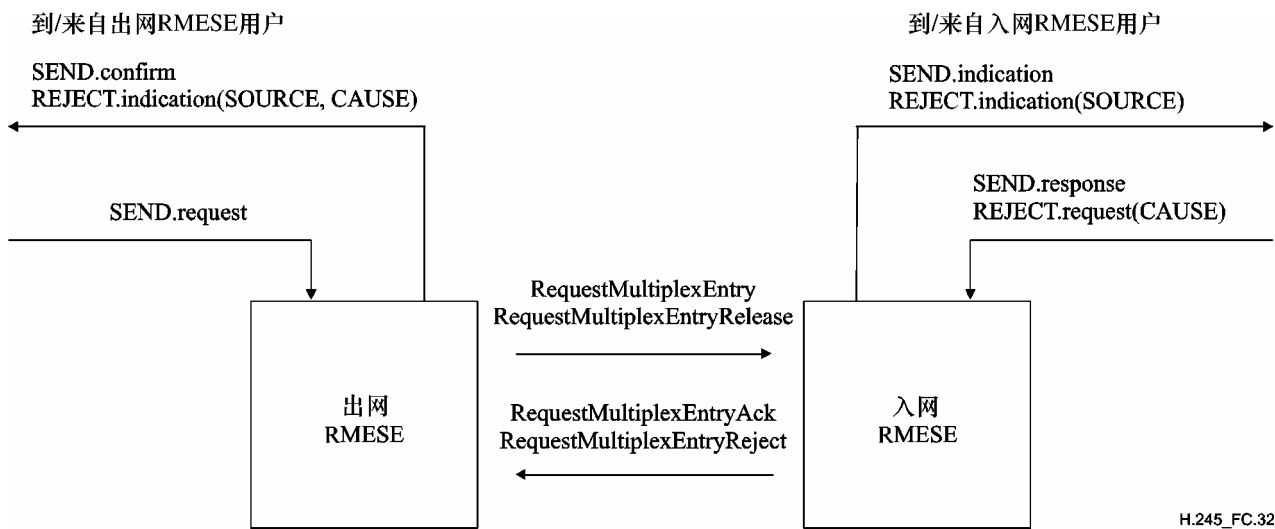 到/来自出网RMESE用户
SEND.confirm
REJECT.indication(SOURCE, CAUSE)
SEND.request
到/来自入网RMESE用户
SEND.indication
REJECT.indication(SOURCE)
SEND.response
REJECT.request(CAUSE)
RequestMultiplexEntry
RequestMultiplexEntryRelease
出网
RMESE
RequestMultiplexEntryAck
RequestMultiplexEntryReject
入网
RMESE
H.245_FC.32